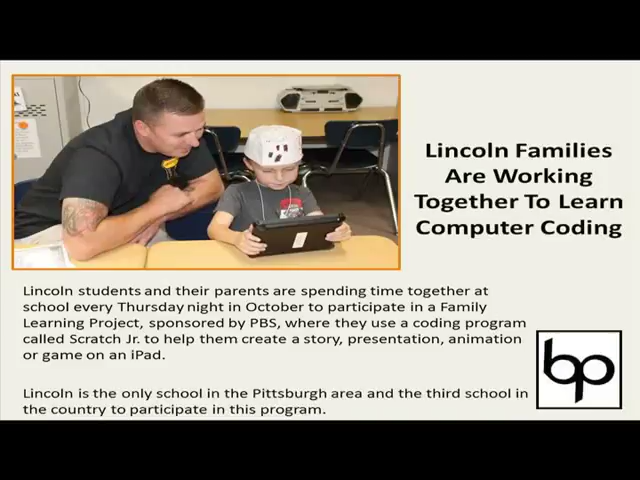 Lincoln Families
Are Working
Together To Learn
Computer Coding
Lincoln students and their parents are spending time together at
school every Thursday night in October to participate in a Family
Learning Project, sponsored by PBS, where they use a coding program
called Scratch Jr. to help them create a story, presentation, animation
or game on an iPad.
Lincoln is the only school in the Pittsburgh area and the third school in
the country to participate in this program.
bp